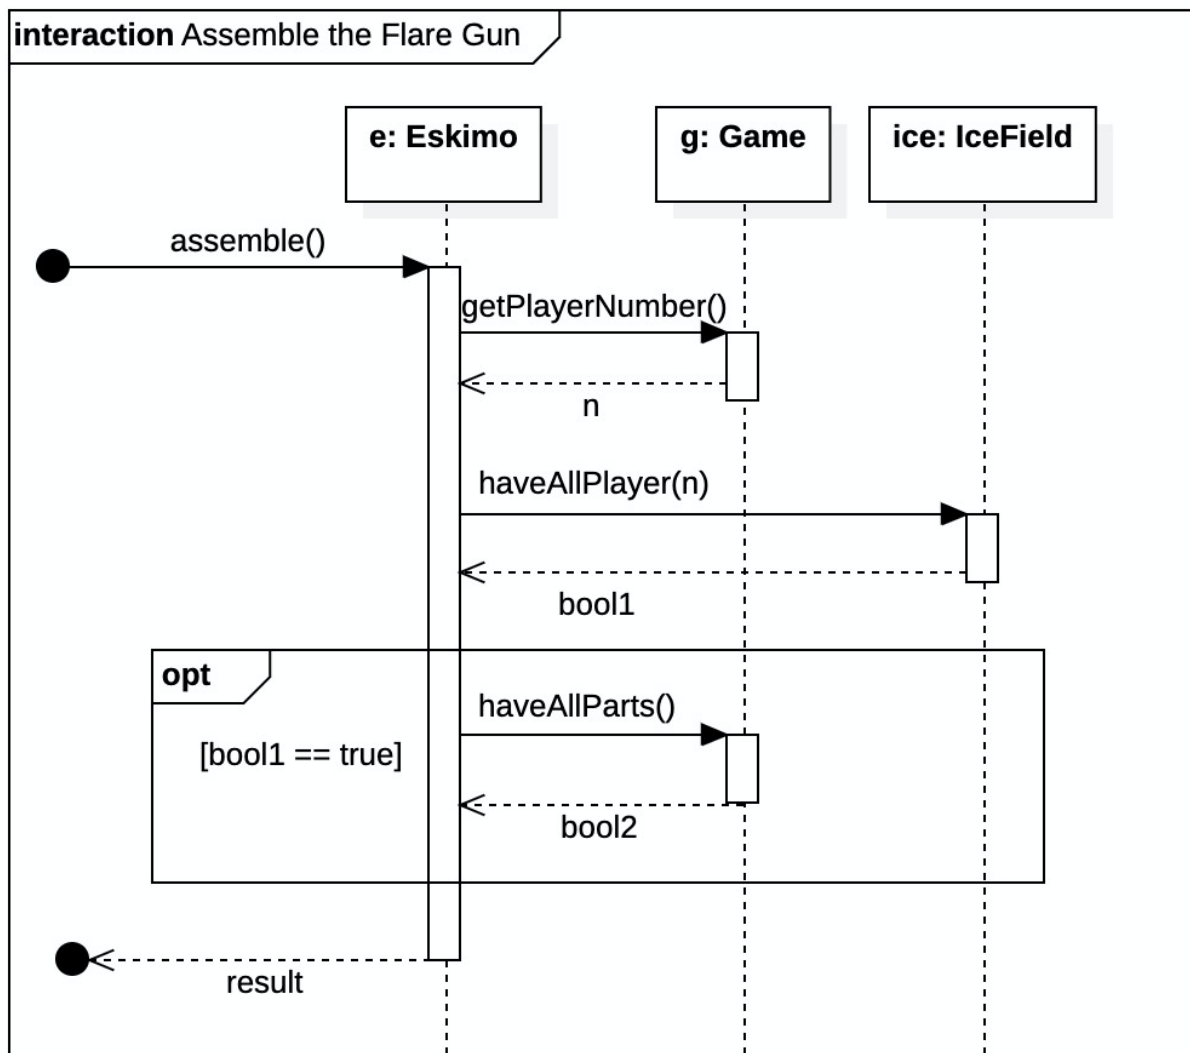 interaction Assemble the Flare Gun
e: Eskimo
g: Game
ice: IceField
assemble()
getPlayerNumber()
n
haveAllPlayer(n)
bool1
opt
haveAllParts()
[bool1 == true]
bool2
result